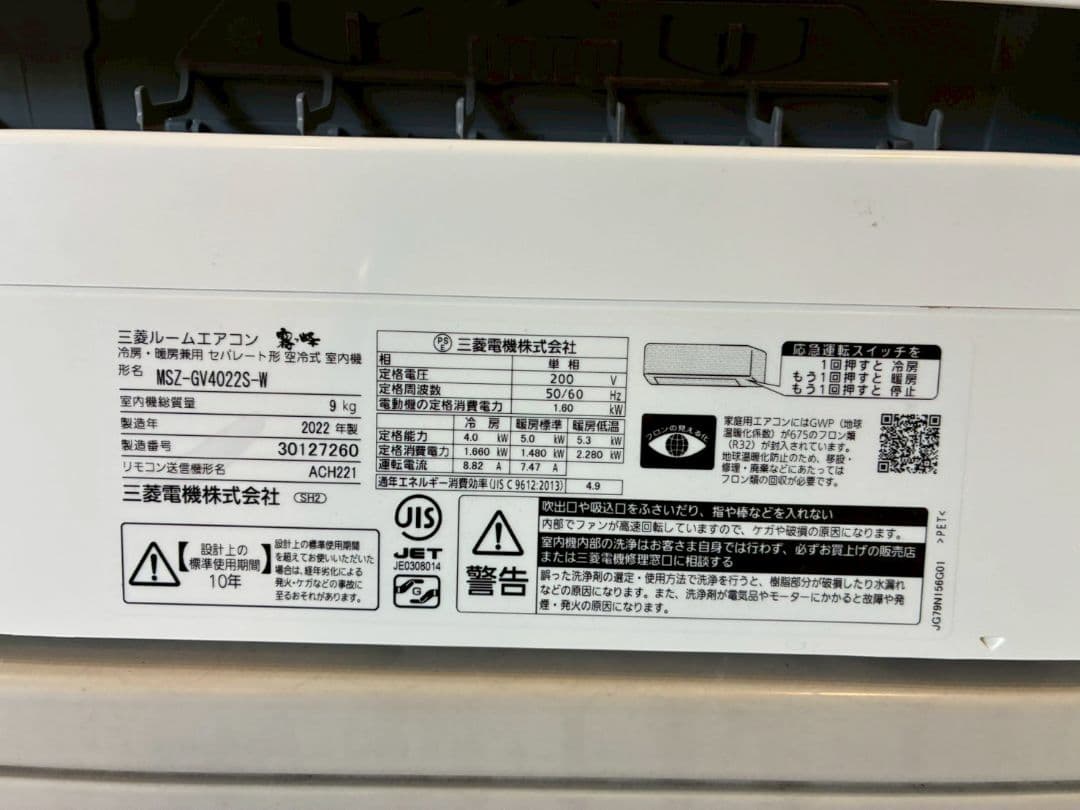 三菱ルームエアコン 霧ヶ峰
冷房・暖房兼用 セパレート形 空冷式 室内機
形名 MSZ-GV4022S-W
室内機総質量 9 kg
製造年 2022 年製
製造番号 30127260
リモコン送信機形名 ACH221
三菱電機株式会社 SH2
設計上の
標準使用期間
10年
設計上の標準使用期間
を超えてお使いいただいた
場合は、経年劣化による
発火・ケガなどの事故に
至るおそれがあります。
PSE 三菱電機株式会社
相 単相
定格電圧 200 V
定格周波数 50/60 Hz
電動機の定格消費電力 1.60 kW
冷房 暖房標準 暖房低温
定格能力 4.0 kW 5.0 kW 5.3 kW
定格消費電力 1.660 kW 1.480 kW 2.280 kW
運転電流 8.82 A 7.47 A
通年エネルギー消費効率(JIS C 9612:2013) 4.9
JIS
JET
JE0308014
G
警告
吹出口や吸込口をふさいだり、指や棒などを入れない
内部でファンが高速回転していますので、ケガや破損の原因になります。
室内機内部の洗浄はお客さま自身では行わず、必ずお買上げの販売店
または三菱電機修理窓口に相談する
誤った洗浄剤の選定・使用方法で洗浄を行うと、樹脂部分が破損したり水漏れ
などの原因になります。また、洗浄剤が電気品やモーターにかかると故障や発
煙・発火の原因になります。
応急運転スイッチを
1回押すと 冷房
もう1回押すと 暖房
もう1回押すと 停止
フロンの見える化
家庭用エアコンにはGWP（地球
温暖化係数）が675のフロン類
（R32）が封入されています。
地球温暖化防止のため、移設・
修理・廃棄などにあたっては
フロン類の回収が必要です。
>PET<
JG79N156G01